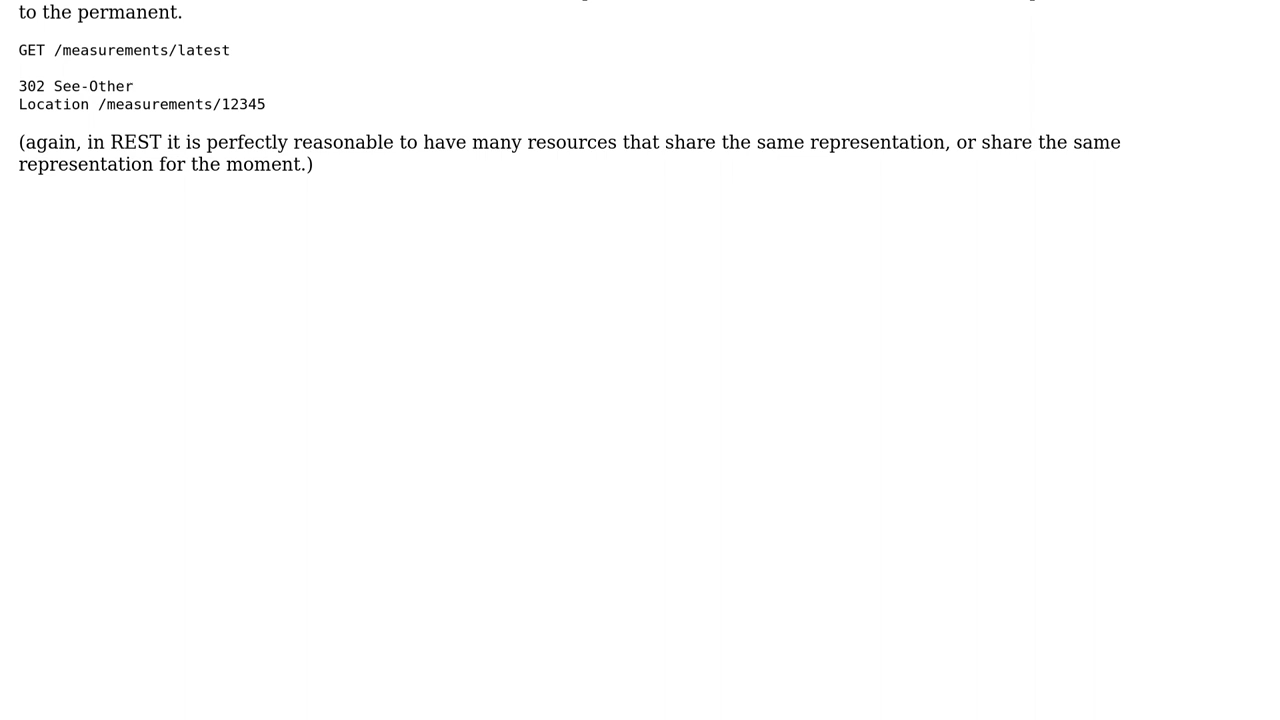 to the permanent.
GET /measurements/latest
302 See-Other
Location /measurements/12345
(again, in REST it is perfectly reasonable to have many resources that share the same representation, or share the same
representation for the moment.)